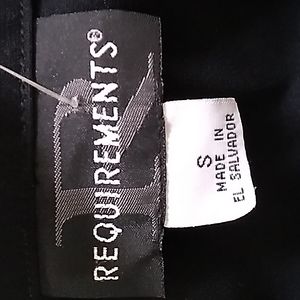 R
REQUIREMENTS®
S
MADE IN
EL SALVADOR